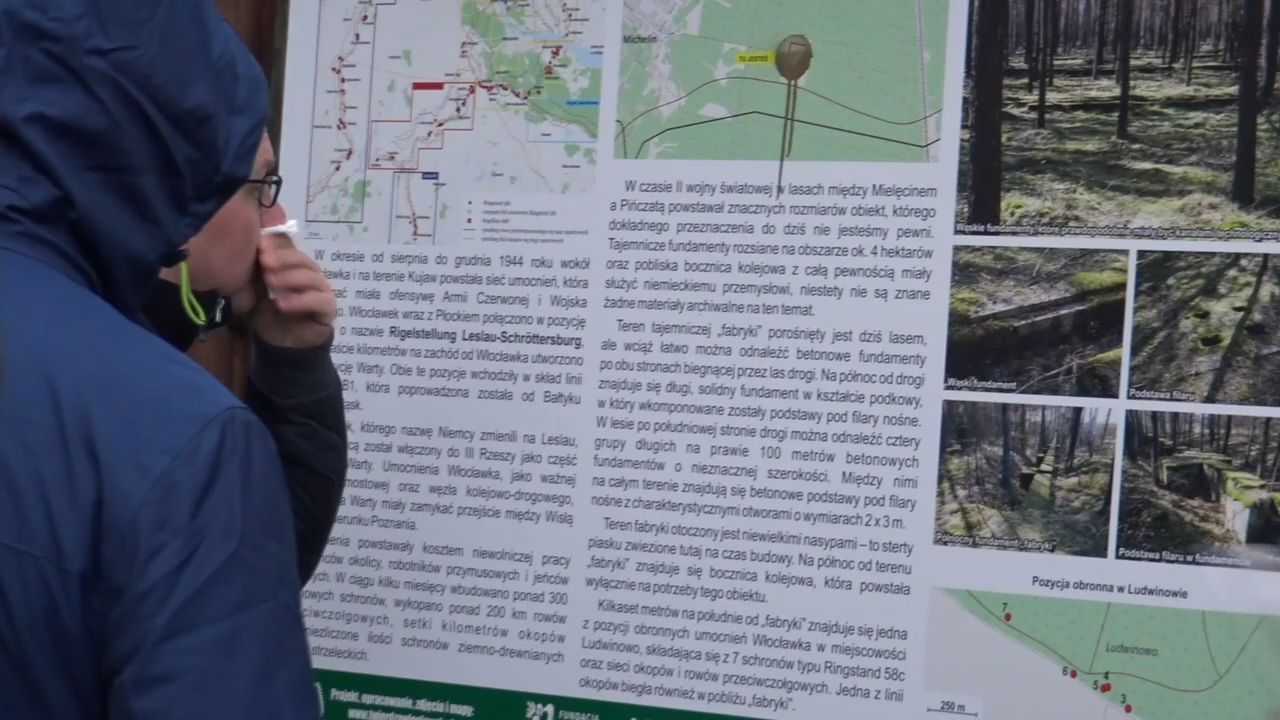 Michelin
TU JESTEŚ
W okresie od sierpnia do grudnia 1944 roku wokół
i na terenie Kujaw powstała sieć umocnień, która
miała ofensywę Armii Czerwonej i Wojska
Włocławek wraz z Płockiem połączono w pozycję
o nazwie Rigelstellung Leslau-Schröttersburg,
kilometrów na zachód od Włocławka utworzono
Warty. Obie te pozycje wchodziły w skład linii
B1, która poprowadzona została od Bałtyku
którego nazwę Niemcy zmienili na Leslau,
został włączony do III Rzeszy jako część
Warty. Umocnienia Włocławka, jako ważnej
oraz węzła kolejowo-drogowego,
Warty miały zamykać przejście między Wisłą
Poznania.
powstawały kosztem niewolniczej pracy
okolicy, robotników przymusowych i jeńców
W ciągu kilku miesięcy wbudowano ponad 300
schronów, wykopano ponad 200 km rowów
setki kilometrów okopów
ilości schronów ziemno-drewnianych
strzeleckich.
W czasie II wojny światowej w lasach między Mielęcinem
a Pińczatą powstawał znacznych rozmiarów obiekt, którego
dokładnego przeznaczenia do dziś nie jesteśmy pewni.
Tajemnicze fundamenty rozsiane na obszarze ok. 4 hektarów
oraz pobliska bocznica kolejowa z całą pewnością miały
służyć niemieckiemu przemysłowi, niestety nie są znane
żadne materiały archiwalne na ten temat.
Teren tajemniczej „fabryki” porośnięty jest dziś lasem,
ale wciąż łatwo można odnaleźć betonowe fundamenty
po obu stronach biegnącej przez las drogi. Na północ od drogi
znajduje się długi, solidny fundament w kształcie podkowy,
w który wkomponowane zostały podstawy pod filary nośne.
W lesie po południowej stronie drogi można odnaleźć cztery
grupy długich na prawie 100 metrów betonowych
fundamentów o nieznacznej szerokości. Między nimi
na całym terenie znajdują się betonowe podstawy pod filary
nośne z charakterystycznymi otworami o wymiarach 2 x 3 m.
Teren fabryki otoczony jest niewielkimi nasypami – to sterty
piasku zwiezione tutaj na czas budowy. Na północ od terenu
„fabryki” znajduje się bocznica kolejowa, która powstała
wyłącznie na potrzeby tego obiektu.
Kilkaset metrów na południe od „fabryki” znajduje się jedna
z pozycji obronnych umocnień Włocławka w miejscowości
Ludwinowo, składająca się z 7 schronów typu Ringstand 58c
oraz sieci okopów i rowów przeciwczołgowych. Jedna z linii
okopów biegła również w pobliżu „fabryki”.
Wąski fundament
Podstawa filaru
Północny fundament „fabryki”
Podstawa filaru w fundamencie
Pozycja obronna w Ludwinowie
7
Ludwinowo
6
4
5
3
250 m
Projekt, opracowanie, zdjęcia i mapy:
FUNDACJA